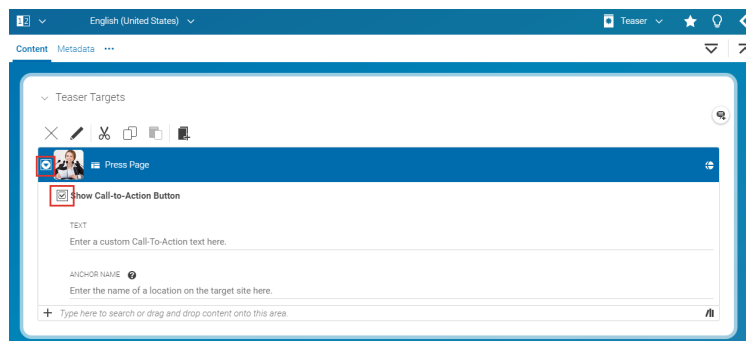 English (United States)
Teaser
Content Metadata
Teaser Targets
Press Page
Show Call-to-Action Button
TEXT
Enter a custom Call-To-Action text here.
ANCHOR NAME
Enter the name of a location on the target site here.
Type here to search or drag and drop content onto this area.